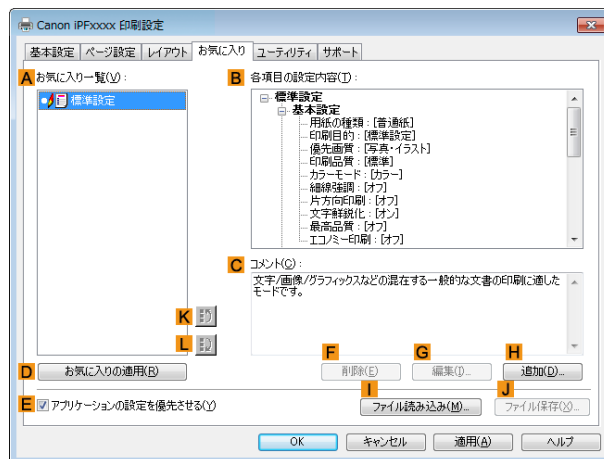 Canon iPFxxxx 印刷設定
基本設定 ページ設定 レイアウト お気に入り ユーティリティ サポート
A お気に入り一覧(V):
標準設定
B 各項目の設定内容(T):
標準設定
基本設定
用紙の種類:[普通紙]
印刷目的:[標準設定]
優先画質:[写真・イラスト]
印刷品質:[標準]
カラーモード:[カラー]
細線強調:[オフ]
片方向印刷:[オフ]
文字鮮鋭化:[オン]
最高品質:[オフ]
エコノミー印刷:[オフ]
C コメント(C):
文字/画像/グラフィックスなどの混在する一般的な文書の印刷に適した
モードです。
K
L
D お気に入りの適用(R)
F 削除(E)
G 編集(I)...
H 追加(D)...
E アプリケーションの設定を優先させる(Y)
I ファイル読み込み(M)...
J ファイル保存(X)...
OK キャンセル 適用(A) ヘルプ